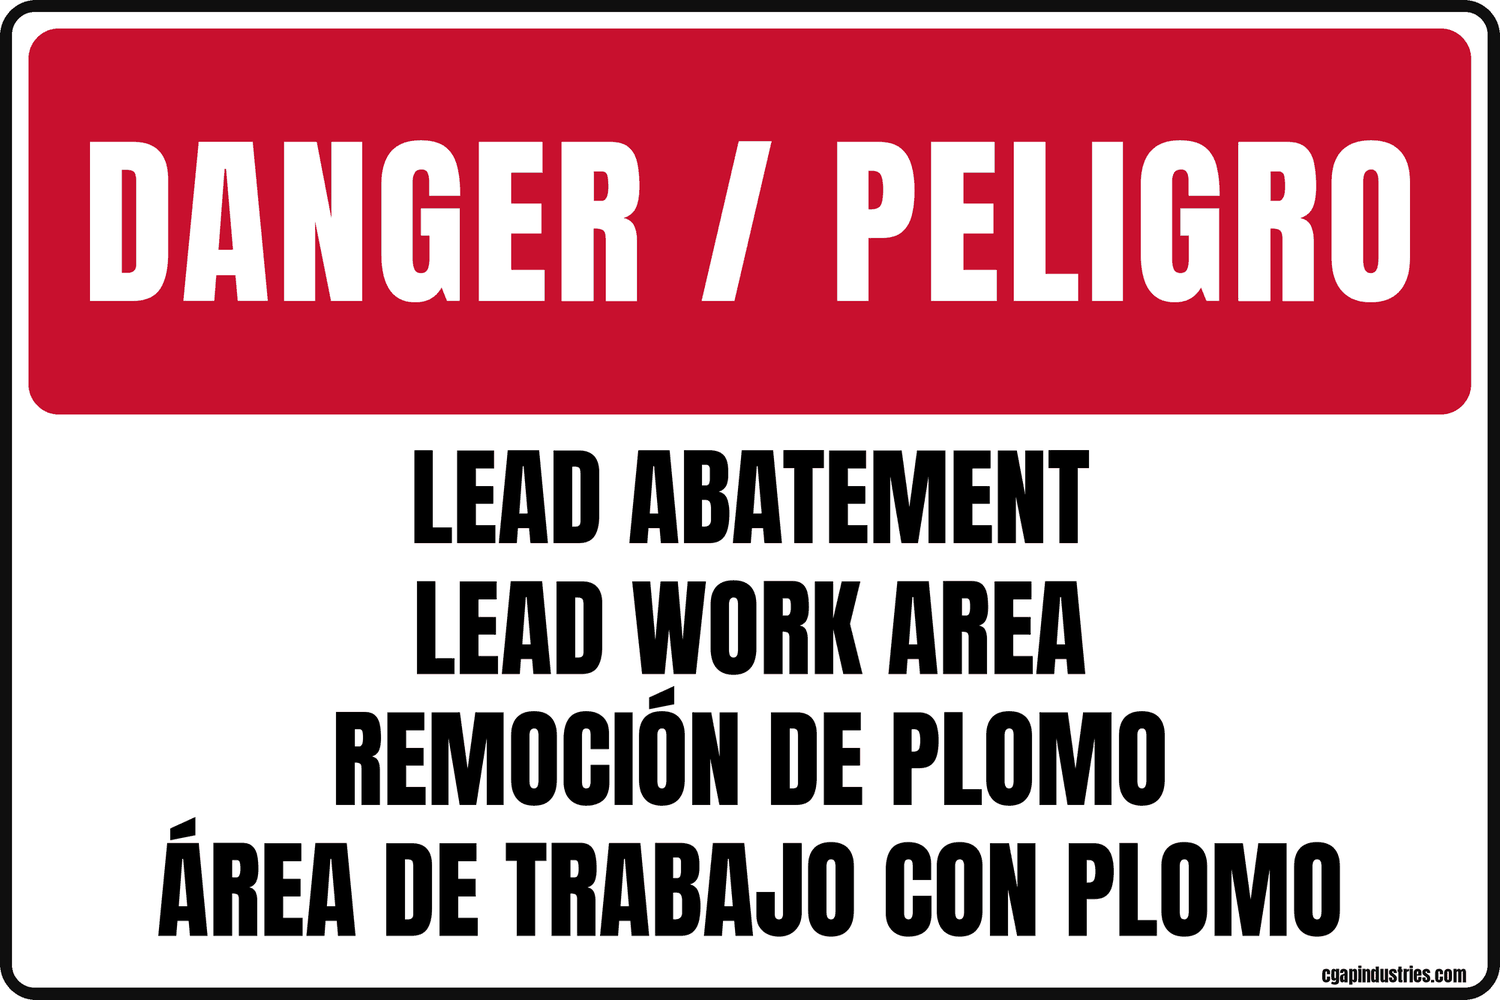 DANGER / PELIGRO
LEAD ABATEMENT
LEAD WORK AREA
REMOCIÓN DE PLOMO
ÁREA DE TRABAJO CON PLOMO
cgapindustries.com